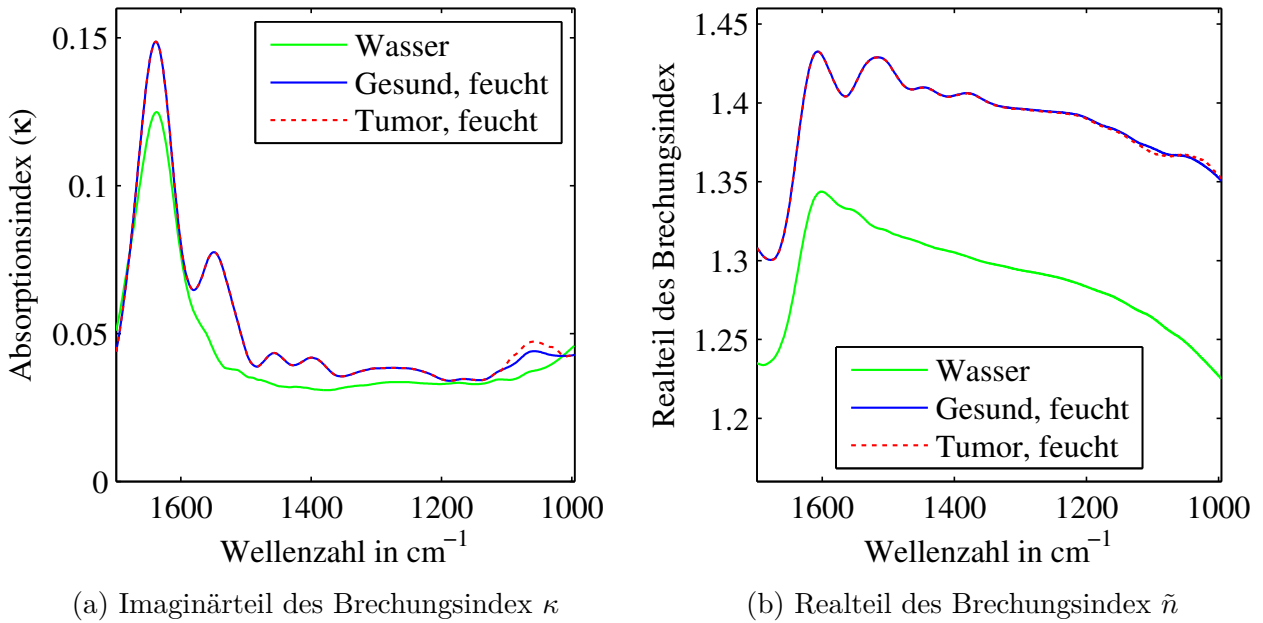 0.15
0.1
0.05
0
Absorptionsindex (κ)
Wasser
Gesund, feucht
Tumor, feucht
1600
1400
1200
1000
Wellenzahl in cm⁻¹
(a) Imaginärteil des Brechungsindex κ
1.45
1.4
1.35
1.3
1.25
1.2
Realteil des Brechungsindex
Wasser
Gesund, feucht
Tumor, feucht
1600
1400
1200
1000
Wellenzahl in cm⁻¹
(b) Realteil des Brechungsindex ñ